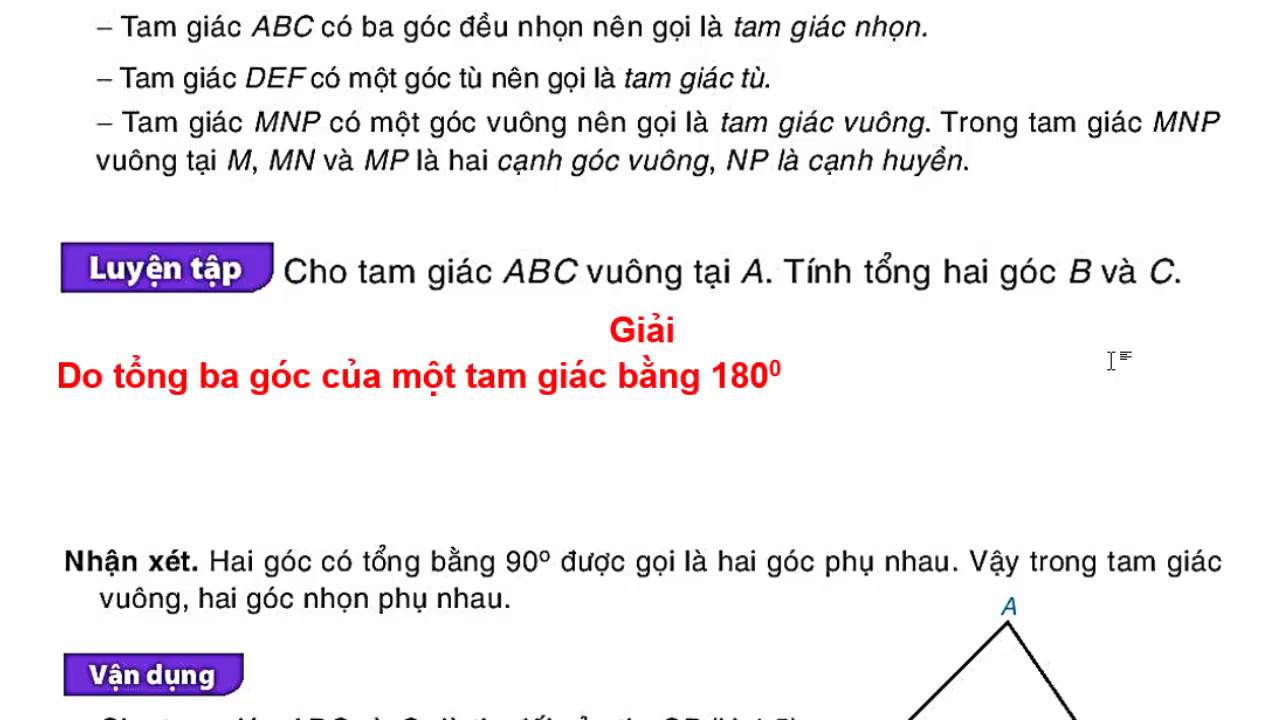 – Tam giác ABC có ba góc đều nhọn nên gọi là tam giác nhọn.
– Tam giác DEF có một góc tù nên gọi là tam giác tù.
– Tam giác MNP có một góc vuông nên gọi là tam giác vuông. Trong tam giác MNP
vuông tại M, MN và MP là hai cạnh góc vuông, NP là cạnh huyền.
Luyện tập Cho tam giác ABC vuông tại A. Tính tổng hai góc B và C.
Giải
Do tổng ba góc của một tam giác bằng 180⁰
Nhận xét. Hai góc có tổng bằng 90º được gọi là hai góc phụ nhau. Vậy trong tam giác
vuông, hai góc nhọn phụ nhau.
A
Vận dụng